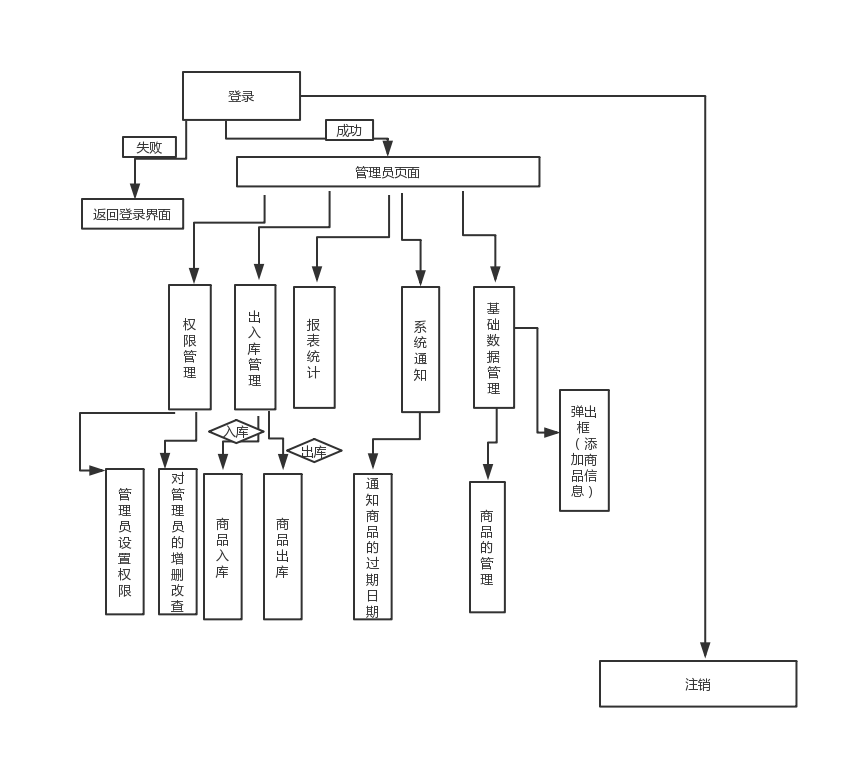 登录
成功
失败
管理员页面
返回登录界面
权限管理
出入库管理
报表统计
系统通知
基础数据管理
弹出
框
（添
加商
品信
息）
入库
出库
管理员设置权限
对管理员的增删改查
商品入库
商品出库
通知商品的过期日期
商品的管理
注销